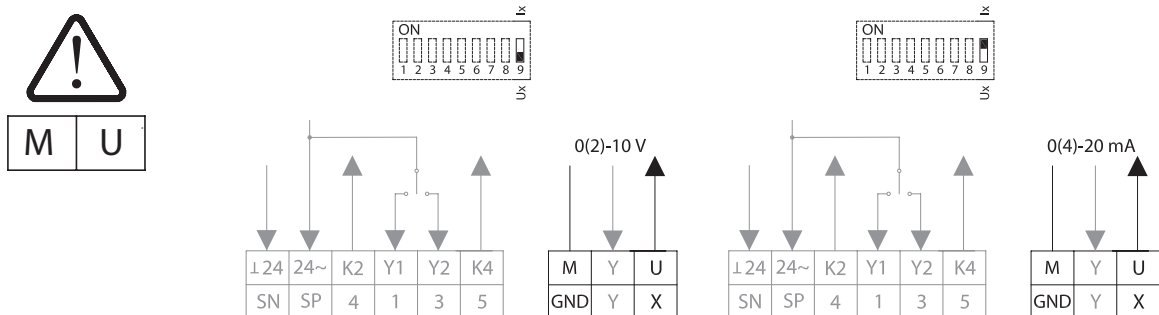 M U
Ix
ON
1 2 3 4 5 6 7 8 9
Ux
0(2)-10 V
⊥24 24~ K2 Y1 Y2 K4
SN SP 4 1 3 5
M Y U
GND Y X
Ix
ON
1 2 3 4 5 6 7 8 9
Ux
0(4)-20 mA
⊥24 24~ K2 Y1 Y2 K4
SN SP 4 1 3 5
M Y U
GND Y X